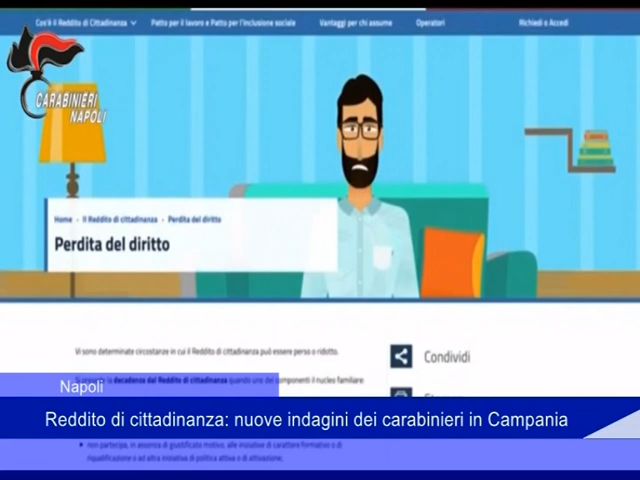 Cos'è il Reddito di Cittadinanza
Patto per il lavoro e Patto per l'inclusione sociale
Vantaggi per chi assume
Operatori
Richiedi o Accedi
CARABINIERI
NAPOLI
Home - Il Reddito di cittadinanza - Perdita del diritto
Perdita del diritto
Vi sono determinate circostanze in cui il Reddito di cittadinanza può essere perso o ridotto.
Condividi
decadenza dal Reddito di cittadinanza quando uno dei componenti il nucleo familiare
Napoli
Reddito di cittadinanza: nuove indagini dei carabinieri in Campania
non partecipa, in assenza di giustificato motivo, alle iniziative di carattere formativo o di
riqualificazione o ad altra iniziativa di politica attiva o di attivazione.